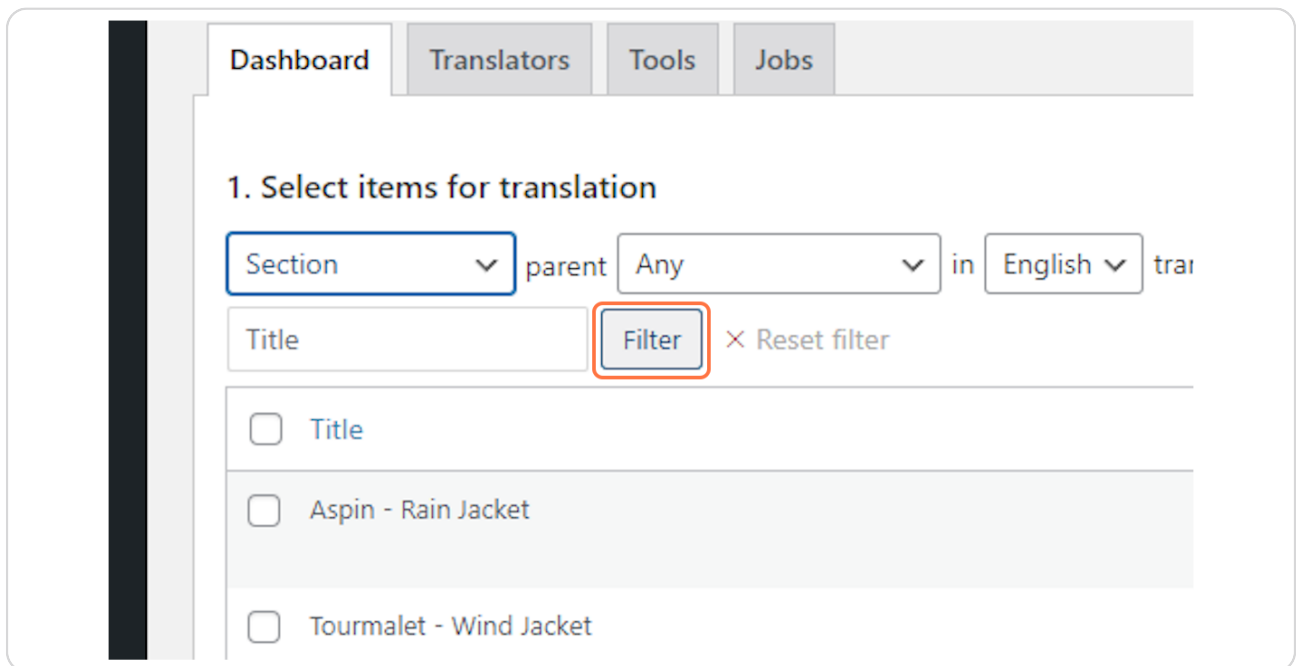 Dashboard Translators Tools Jobs
1. Select items for translation
Section parent Any in English
Title Filter Reset filter
Title
Aspin - Rain Jacket
Tourmalet - Wind Jacket